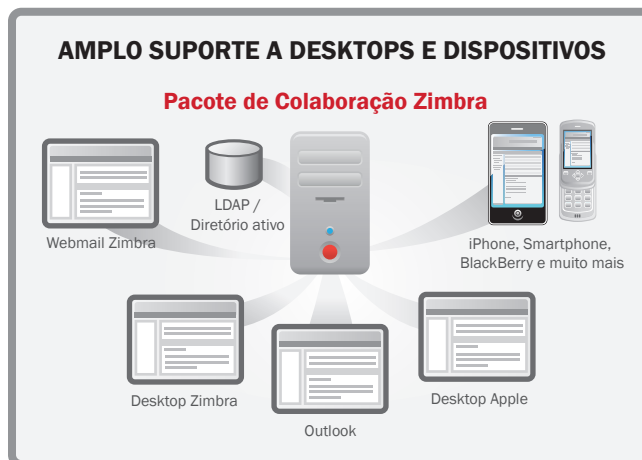 AMPLO SUPORTE A DESKTOPS E DISPOSITIVOS
Pacote de Colaboração Zimbra
Webmail Zimbra
LDAP /
Diretório ativo
iPhone, Smartphone,
BlackBerry e muito mais
Desktop Zimbra
Outlook
Desktop Apple